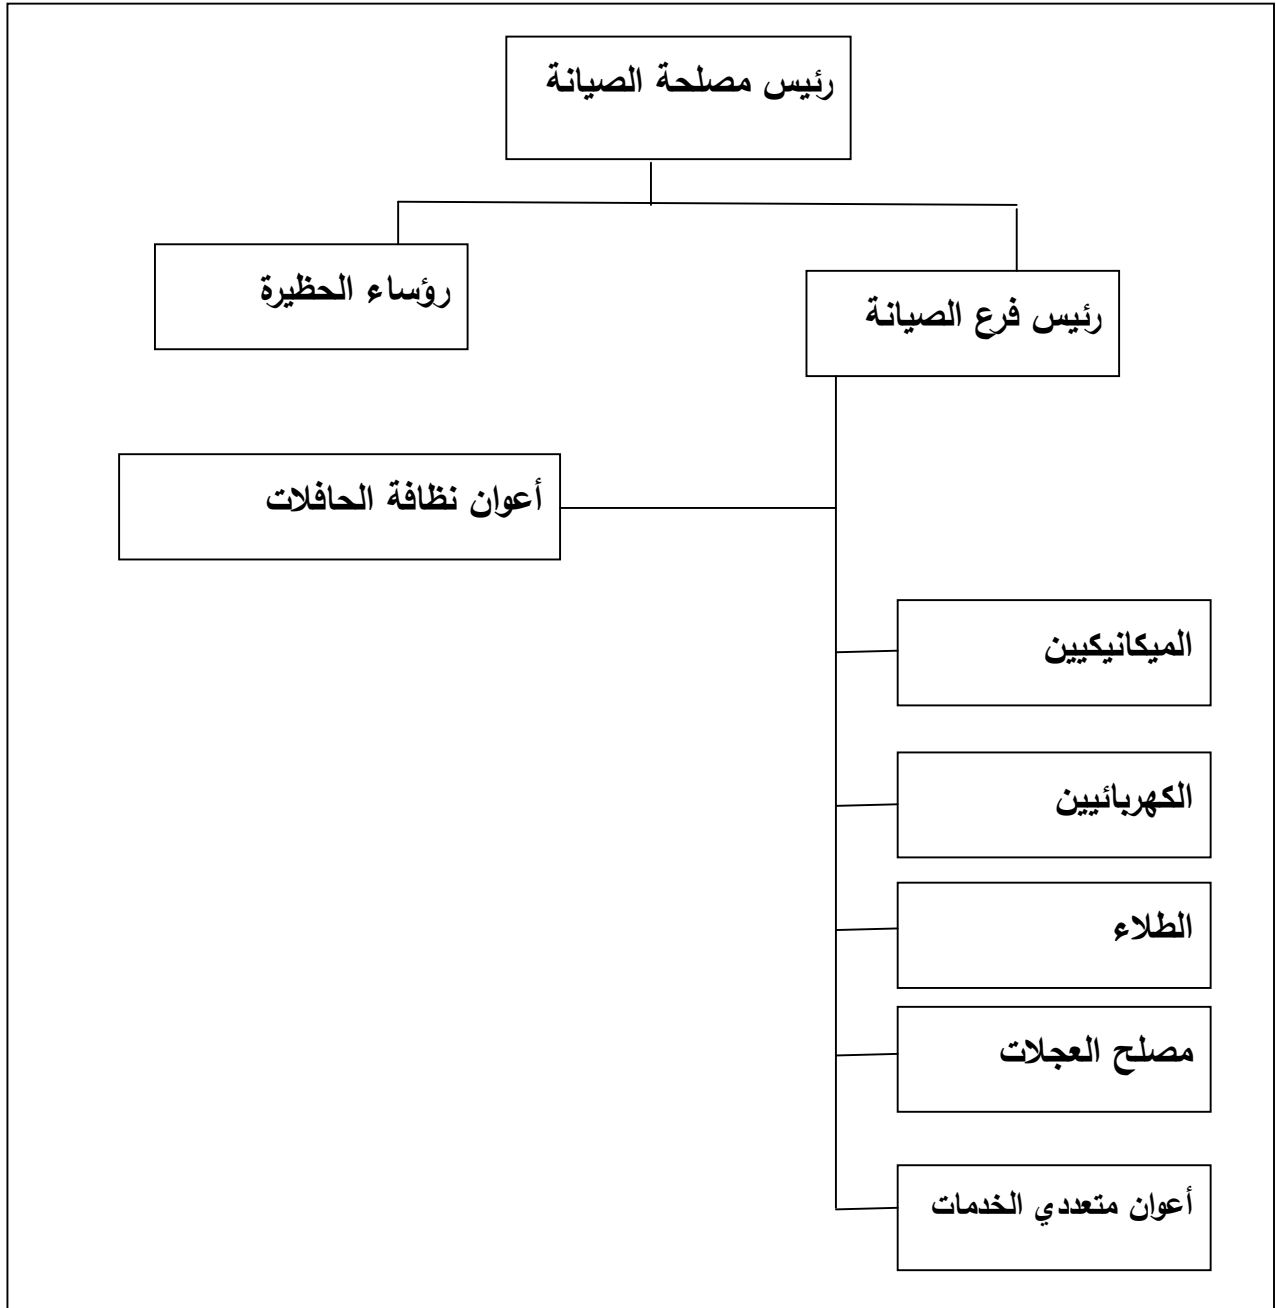 رئيس مصلحة الصيانة
رؤساء الحظيرة
رئيس فرع الصيانة
أعوان نظافة الحافلات
الميكانيكيين
الكهربائيين
الطلاء
مصلح العجلات
أعوان متعددي الخدمات